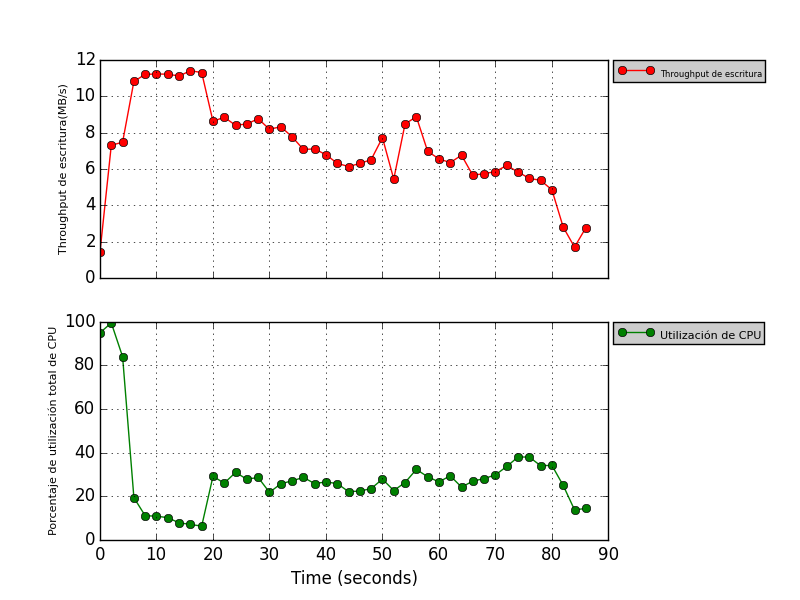 12
10
8
6
4
2
0
Throughput de escritura(MB/s)
Throughput de escritura
100
80
60
40
20
0
Porcentaje de utilización total de CPU
Utilización de CPU
0 10 20 30 40 50 60 70 80 90
Time (seconds)